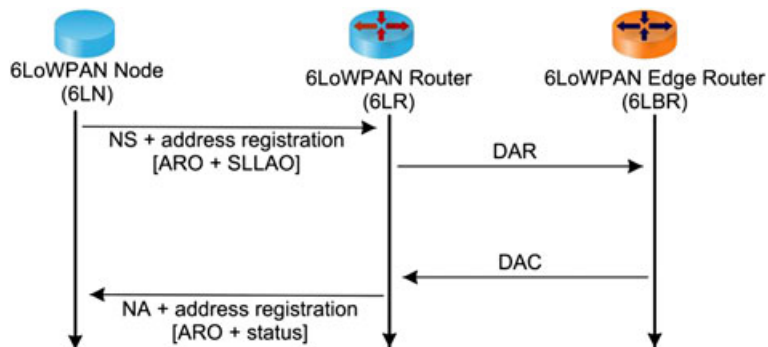 6LoWPAN Node
(6LN)
6LoWPAN Router
(6LR)
6LoWPAN Edge Router
(6LBR)
NS + address registration
[ARO + SLLAO]
DAR
DAC
NA + address registration
[ARO + status]